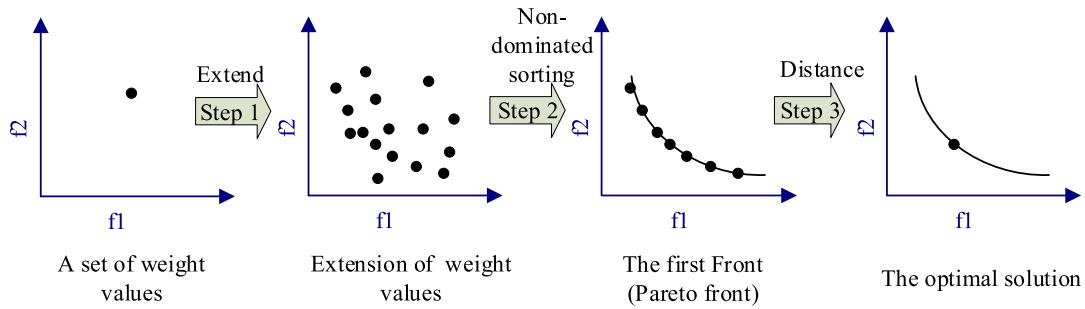 f2
f1
A set of weight
values
Extend
Step 1
f2
f1
Extension of weight
values
Non-
dominated
sorting
Step 2
f2
f1
The first Front
(Pareto front)
Distance
Step 3
f2
f1
The optimal solution